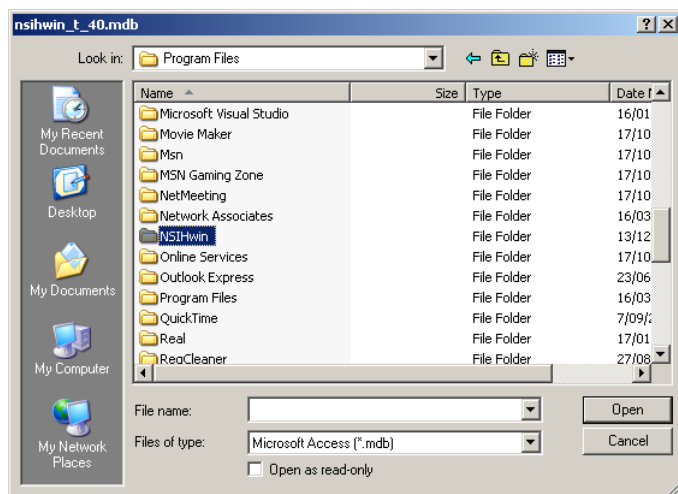 nsihwin_t_40.mdb
Look in: Program Files
Name Size Type Date
Microsoft Visual Studio File Folder 16/01
Movie Maker File Folder 17/10
Msn File Folder 17/10
MSN Gaming Zone File Folder 17/10
NetMeeting File Folder 17/10
Network Associates File Folder 16/03
NSIHwin File Folder 13/12
Online Services File Folder 17/10
Outlook Express File Folder 23/06
Program Files File Folder 16/03
QuickTime File Folder 7/09/
Real File Folder 17/01
RegCleaner File Folder 27/08
My Recent
Documents
Desktop
My Documents
My Computer
My Network
Places
File name: Open
Files of type: Microsoft Access (*.mdb) Cancel
Open as read-only